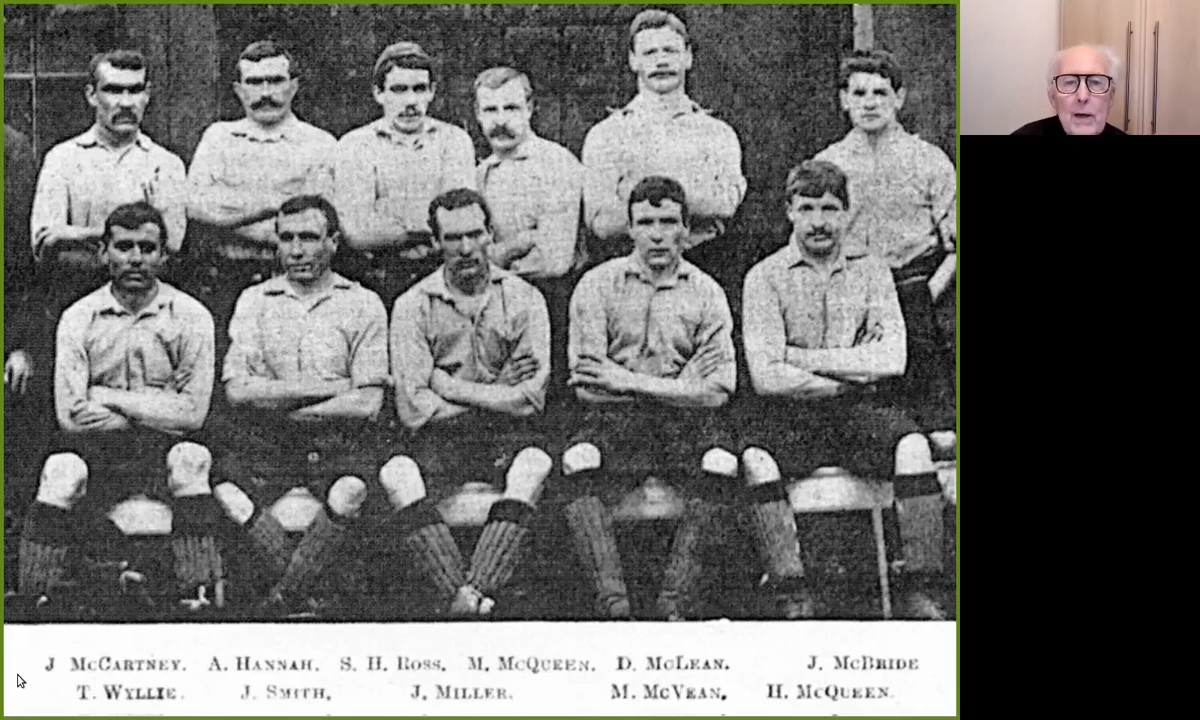 J McCARTNEY. A. HANNAH. S. H. ROSS. M. McQUEEN. D. McLEAN. J. McBRIDE
T. WYLLIE. J. SMITH. J. MILLER. M. McVEAN. H. McQUEEN.